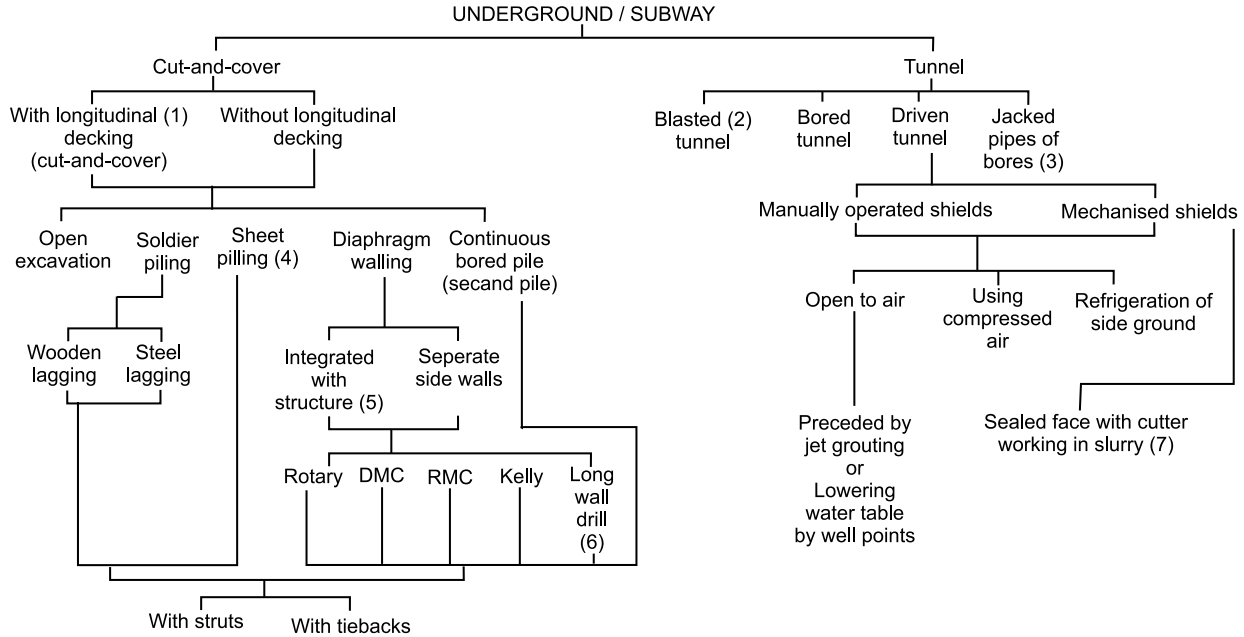 UNDERGROUND / SUBWAY
Cut-and-cover
Tunnel
With longitudinal (1)
decking
(cut-and-cover)
Without longitudinal
decking
Blasted (2)
tunnel
Bored
tunnel
Driven
tunnel
Jacked
pipes of
bores (3)
Manually operated shields
Mechanised shields
Open
excavation
Soldier
piling
Sheet
pilling (4)
Diaphragm
walling
Continuous
bored pile
(secand pile)
Open to air
Using
compressed
air
Refrigeration of
side ground
Wooden
lagging
Steel
lagging
Integrated
with
structure (5)
Seperate
side walls
Preceded by
jet grouting
or
Lowering
water table
by well points
Sealed face with cutter
working in slurry (7)
Rotary
DMC
RMC
Kelly
Long
wall
drill
(6)
With struts
With tiebacks